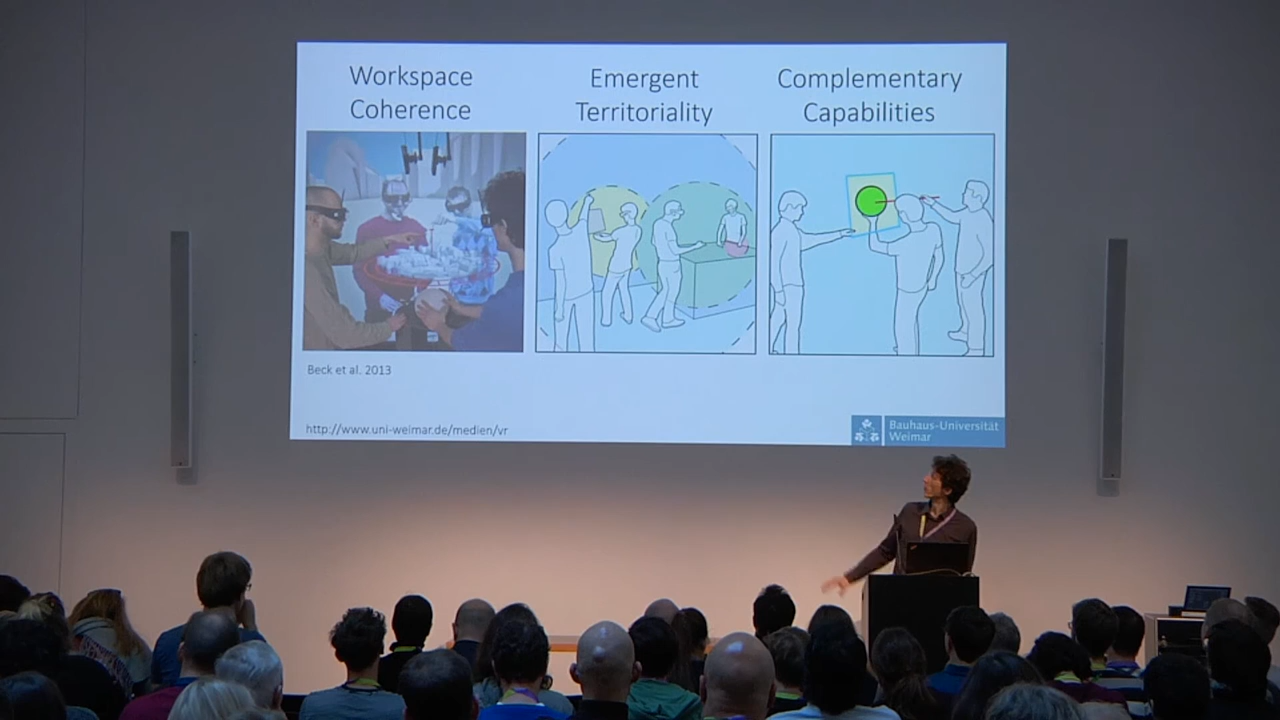 Workspace
Coherence
Emergent
Territoriality
Complementary
Capabilities
Beck et al. 2013
http://www.uni-weimar.de/medien/vr
Bauhaus-Universität
Weimar